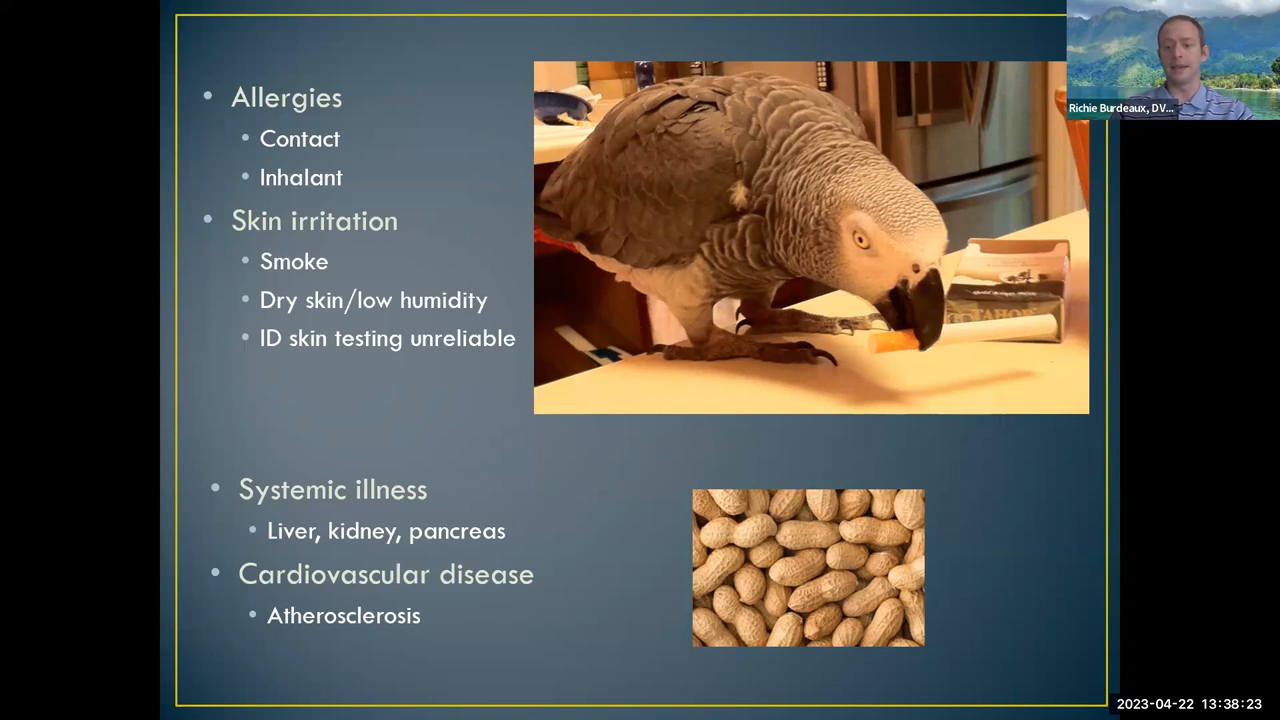 Allergies
Contact
Inhalant
Skin irritation
Smoke
Dry skin/low humidity
ID skin testing unreliable
Systemic illness
Liver, kidney, pancreas
Cardiovascular disease
Atherosclerosis
TAHOE
Richie Burdeaux, DV...
2023-04-22 13:38:23